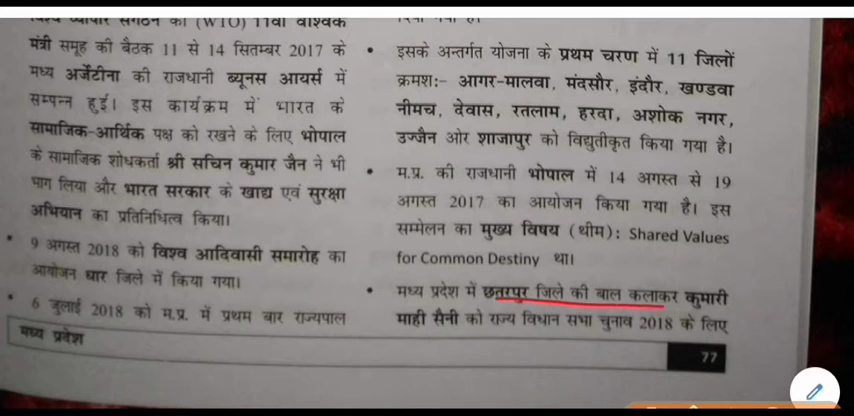 विश्व व्यापार संगठन का (WTO) 11वा वैश्विक
मंत्री समूह की बैठक 11 से 14 सितम्बर 2017 के
मध्य अर्जेटीना की राजधानी ब्यूनस आयर्स में
सम्पन्न हुई। इस कार्यक्रम में भारत के
सामाजिक-आर्थिक पक्ष को रखने के लिए भोपाल
के सामाजिक शोधकर्ता श्री सचिन कुमार जैन ने भी
भाग लिया और भारत सरकार के खाद्य एवं सुरक्षा
अभियान का प्रतिनिधित्व किया।
• 9 अगस्त 2018 को विश्व आदिवासी समारोह का
आयोजन धार जिले में किया गया।
• 6 जुलाई 2018 को म.प्र. में प्रथम बार राज्यपाल
मध्य प्रदेश
• इसके अन्तर्गत योजना के प्रथम चरण में 11 जिलों
क्रमश:- आगर-मालवा, मंदसौर, इंदौर, खण्डवा
नीमच, देवास, रतलाम, हरदा, अशोक नगर,
उज्जैन ओर शाजापुर को विद्युतीकृत किया गया है।
• म.प्र. की राजधानी भोपाल में 14 अगस्त से 19
अगस्त 2017 का आयोजन किया गया है। इस
सम्मेलन का मुख्य विषय (थीम): Shared Values
for Common Destiny था।
• मध्य प्रदेश में छतरपुर जिले की बाल कलाकर कुमारी
माही सैनी को राज्य विधान सभा चुनाव 2018 के लिए
77